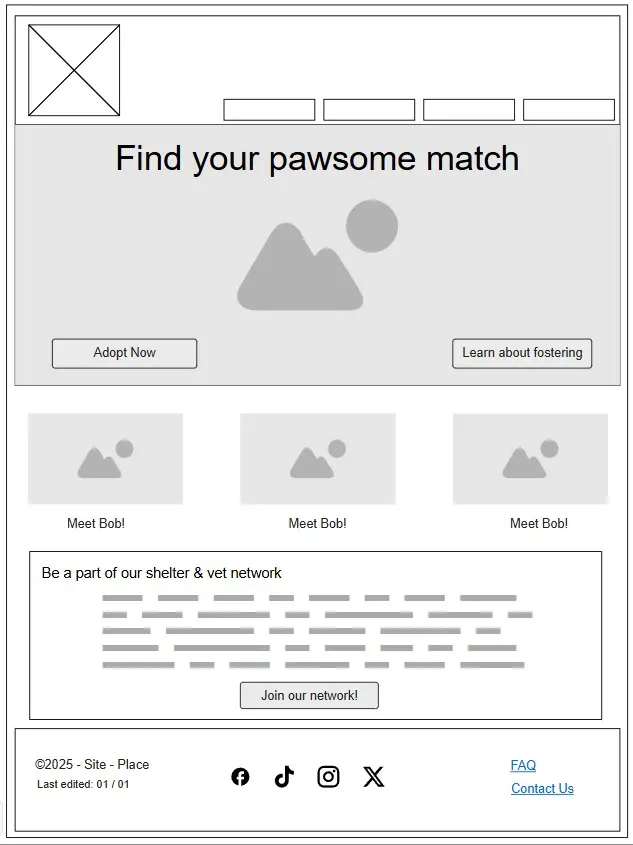 Find your pawsome match
Adopt Now
Learn about fostering
Meet Bob!
Meet Bob!
Meet Bob!
Be a part of our shelter & vet network
Join our network!
©2025 - Site - Place
Last edited: 01 / 01
FAQ
Contact Us